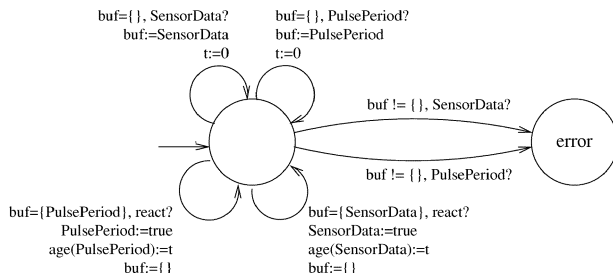 buf={}, SensorData?
buf:=SensorData
t:=0
buf={}, PulsePeriod?
buf:=PulsePeriod
t:=0
buf != {}, SensorData?
error
buf != {}, PulsePeriod?
buf={PulsePeriod}, react?
PulsePeriod:=true
age(PulsePeriod):=t
buf:={}
buf={SensorData}, react?
SensorData:=true
age(SensorData):=t
buf:={}